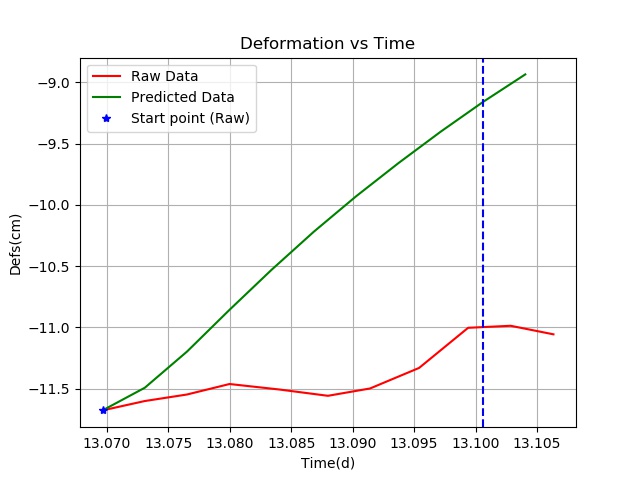 Deformation vs Time
Raw Data
Predicted Data
Start point (Raw)
Defs(cm)
−9.0
−9.5
−10.0
−10.5
−11.0
−11.5
13.070 13.075 13.080 13.085 13.090 13.095 13.100 13.105
Time(d)